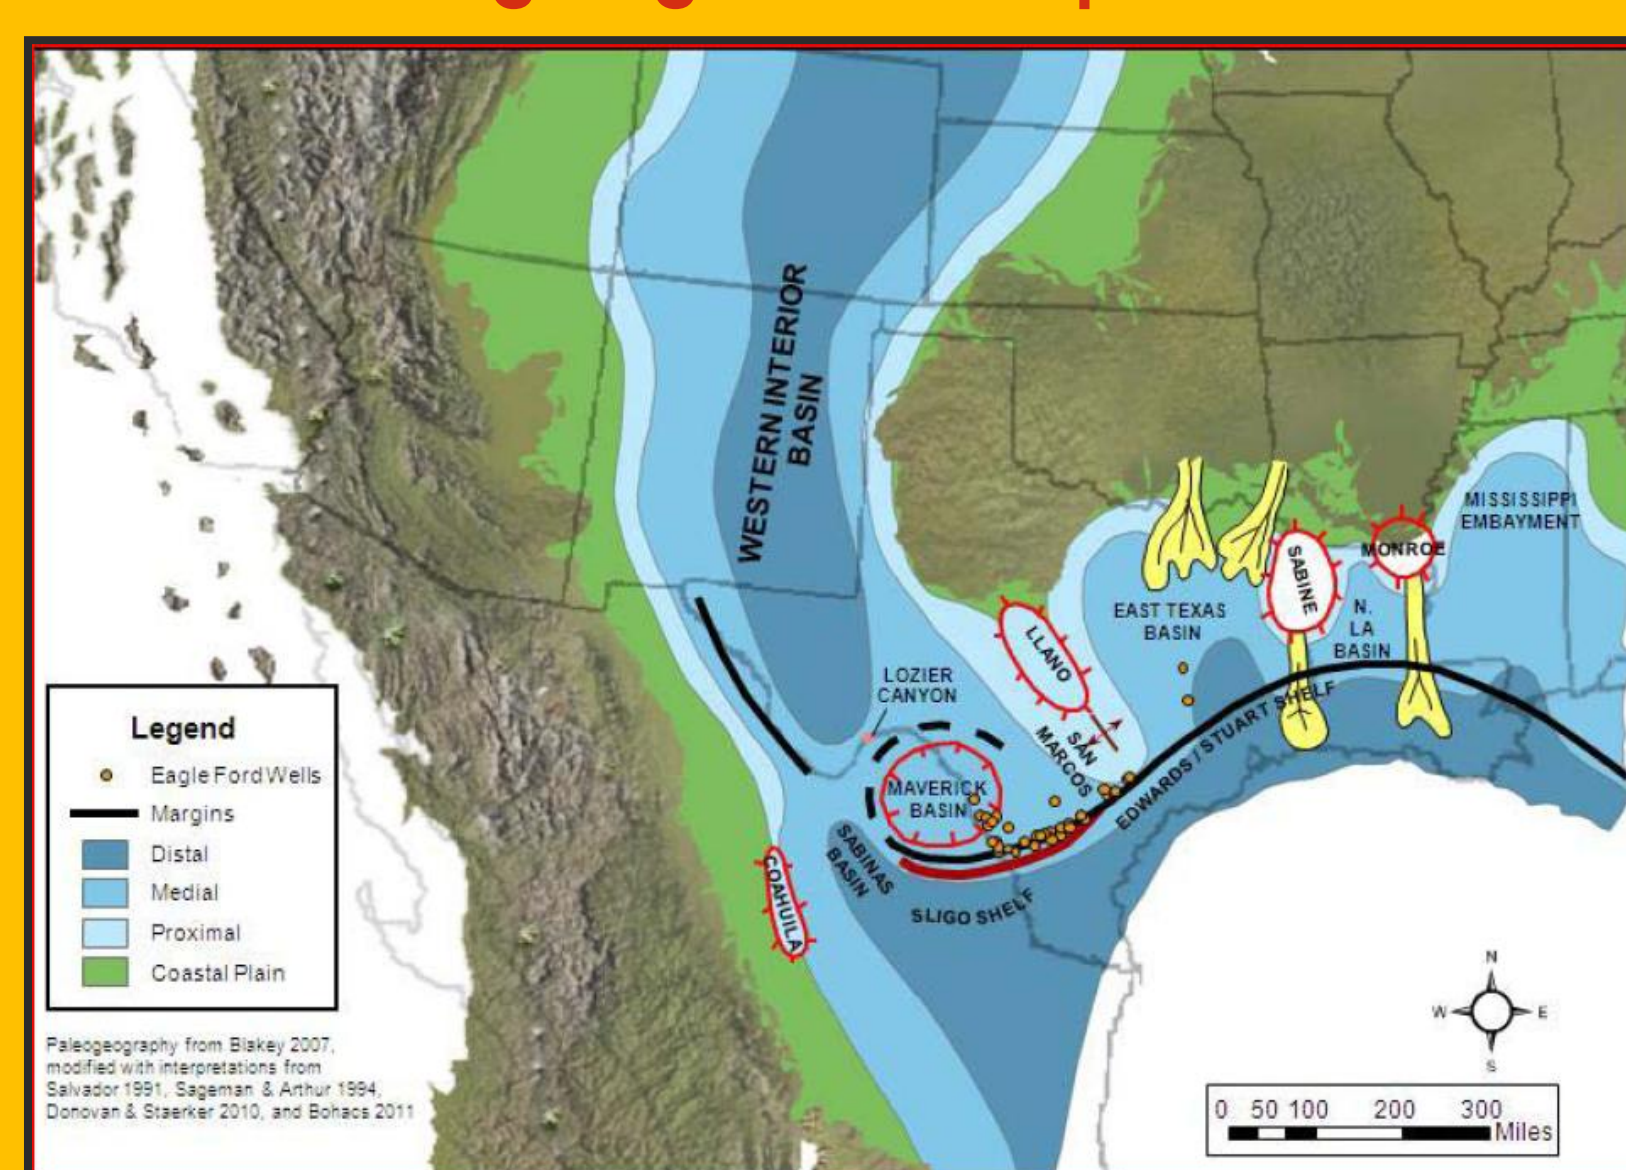 WESTERN INTERIOR
BASIN
MISSISSIPPI
EMBAYMENT
MONROE
SABINE
EAST TEXAS
BASIN
N.
LA
BASIN
LLANO
LOZIER
CANYON
SAN
MARCOS
EDWARDS / STUART SHELF
MAVERICK
BASIN
SABINAS
BASIN
COAHUILA
SLIGO SHELF
Legend
Eagle Ford Wells
Margins
Distal
Medial
Proximal
Coastal Plain
Paleogeography from Blakey 2007,
modified with interpretations from
Salvador 1991, Sageman & Arthur 1994,
Donovan & Staerker 2010, and Bohacs 2011
N
W E
S
0 50 100 200 300
Miles